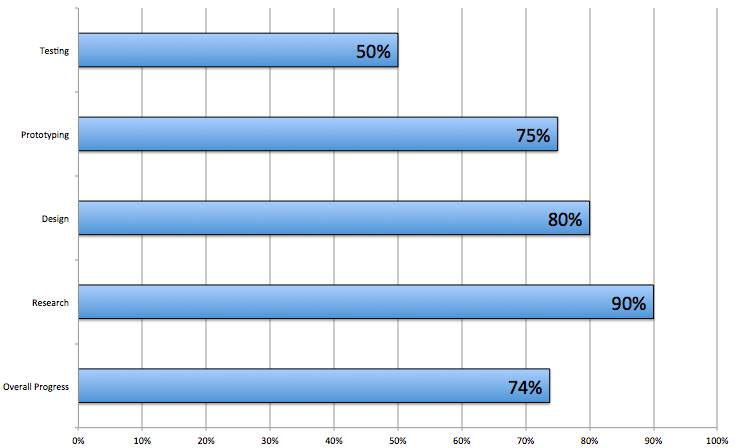 Testing 50%
Prototyping 75%
Design 80%
Research 90%
Overall Progress 74%
0% 10% 20% 30% 40% 50% 60% 70% 80% 90% 100%